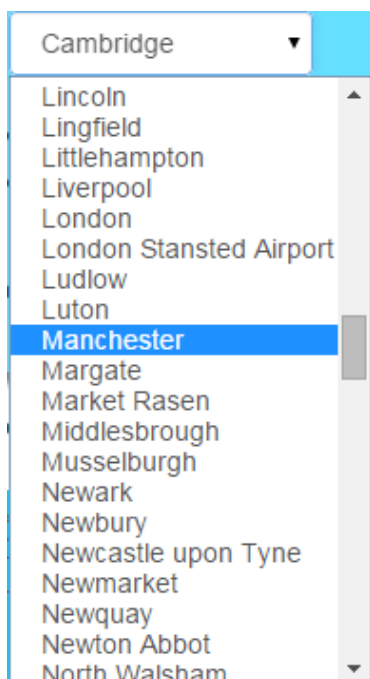 Cambridge
Lincoln
Lingfield
Littlehampton
Liverpool
London
London Stansted Airport
Ludlow
Luton
Manchester
Margate
Market Rasen
Middlesbrough
Musselburgh
Newark
Newbury
Newcastle upon Tyne
Newmarket
Newquay
Newton Abbot
North Walsham